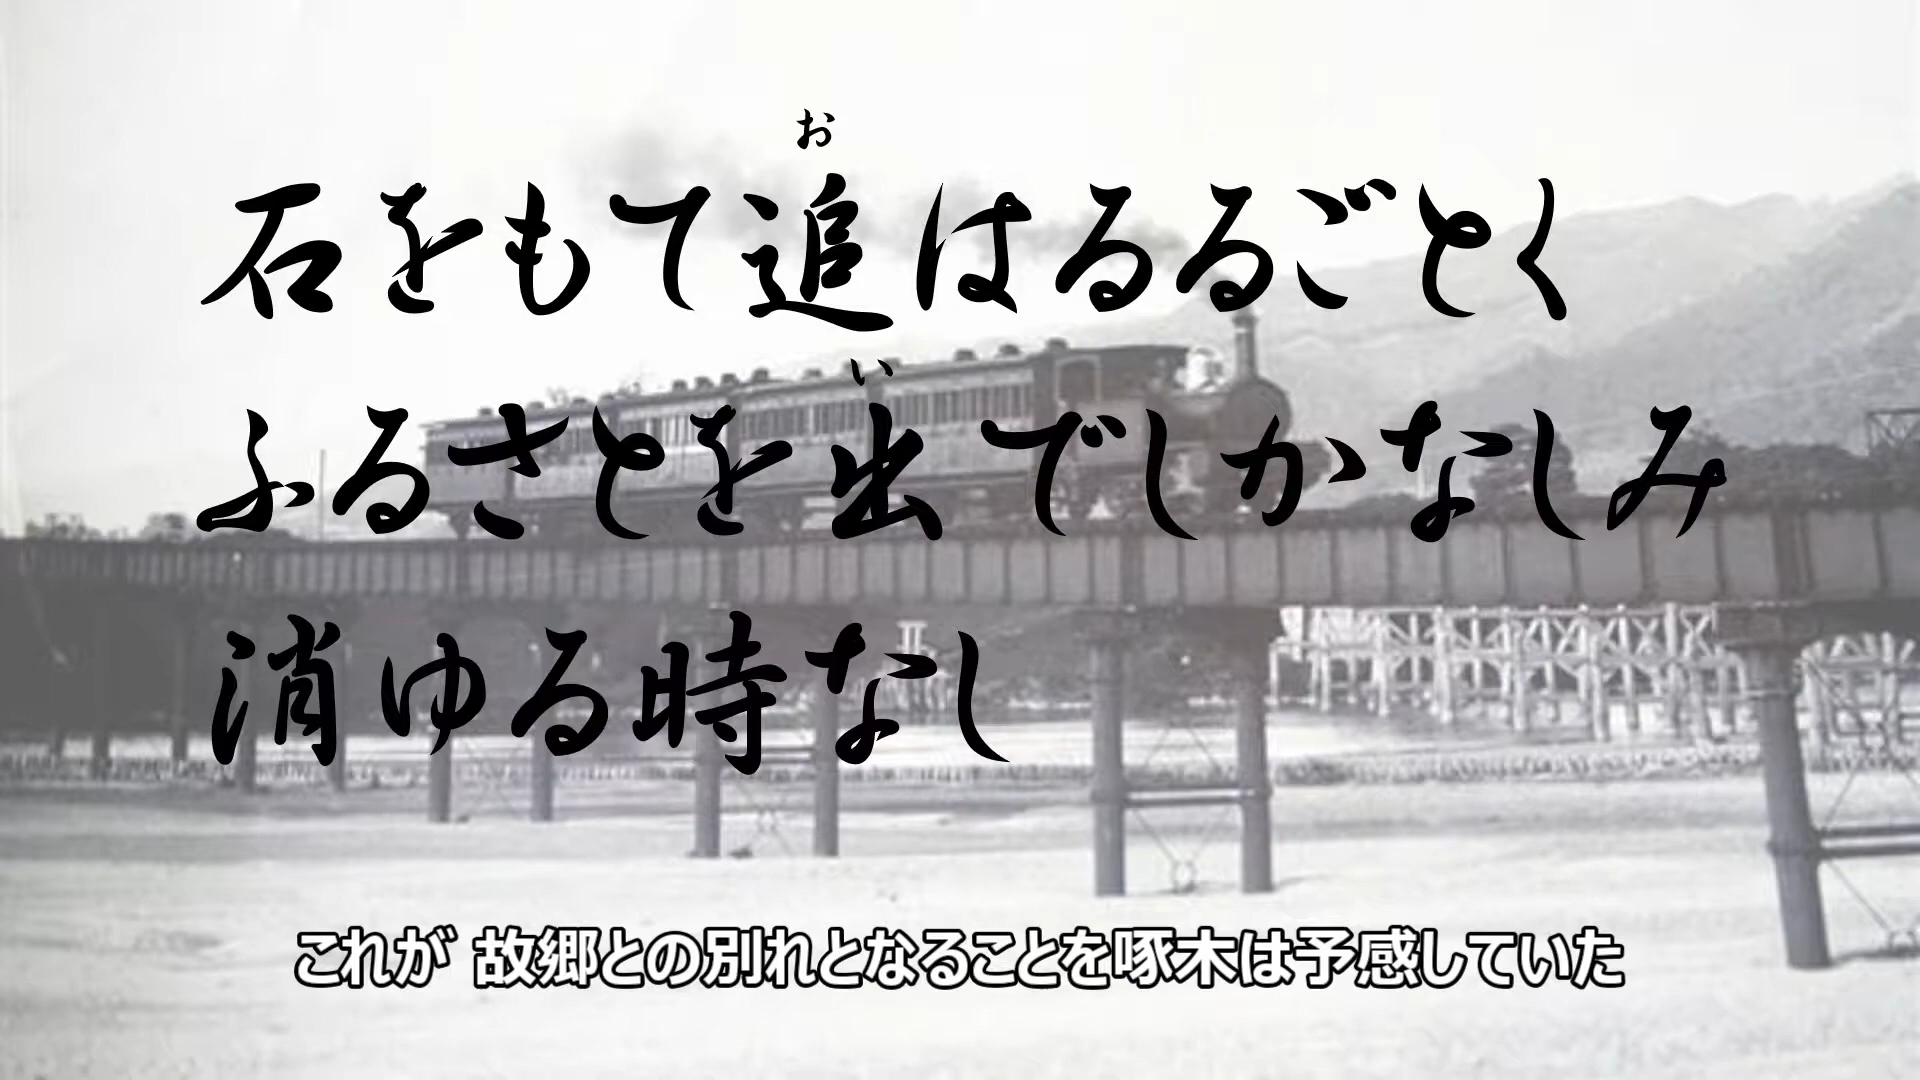 お
石をもて追はるるごとく
い
ふるさとを出でしかなしみ
消ゆる時なし
これが 故郷との別れとなることを啄木は予感していた